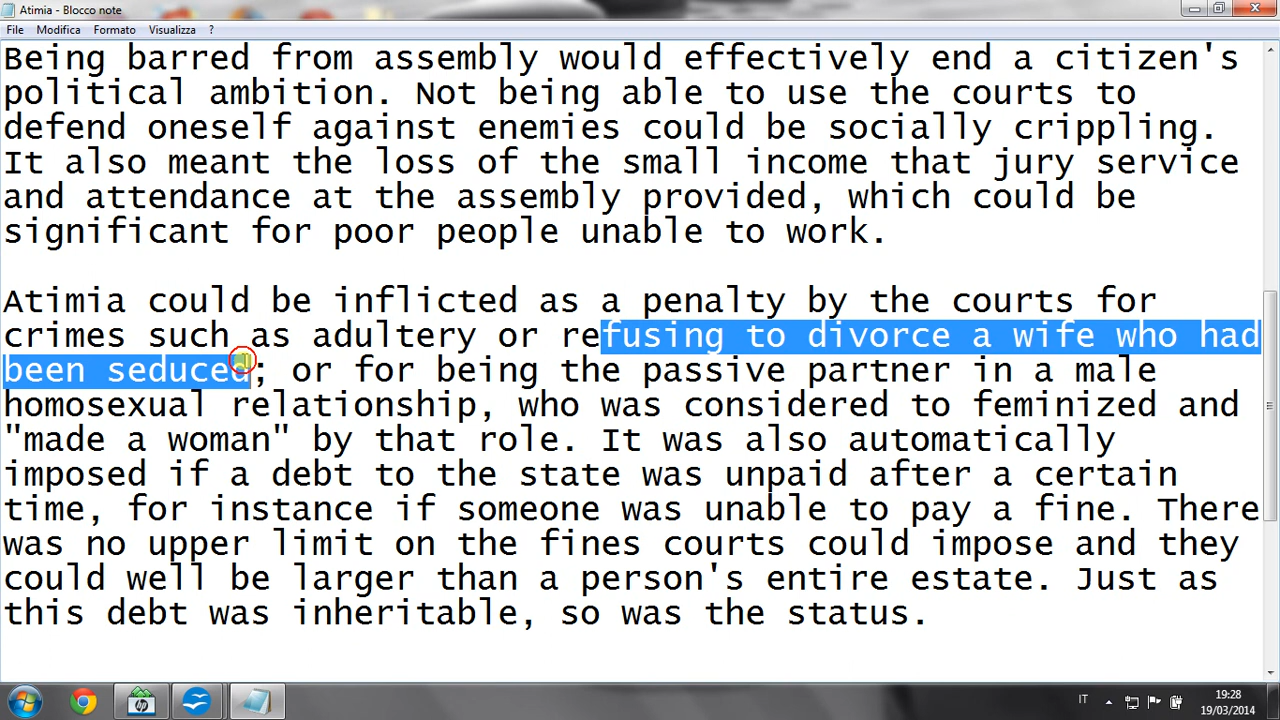 Atimia - Blocco note
File Modifica Formato Visualizza ?
Being barred from assembly would effectively end a citizen's
political ambition. Not being able to use the courts to
defend oneself against enemies could be socially crippling.
It also meant the loss of the small income that jury service
and attendance at the assembly provided, which could be
significant for poor people unable to work.
Atimia could be inflicted as a penalty by the courts for
crimes such as adultery or refusing to divorce a wife who had
been seduced; or for being the passive partner in a male
homosexual relationship, who was considered to feminized and
"made a woman" by that role. It was also automatically
imposed if a debt to the state was unpaid after a certain
time, for instance if someone was unable to pay a fine. There
was no upper limit on the fines courts could impose and they
could well be larger than a person's entire estate. Just as
this debt was inheritable, so was the status.
IT
19:28
19/03/2014